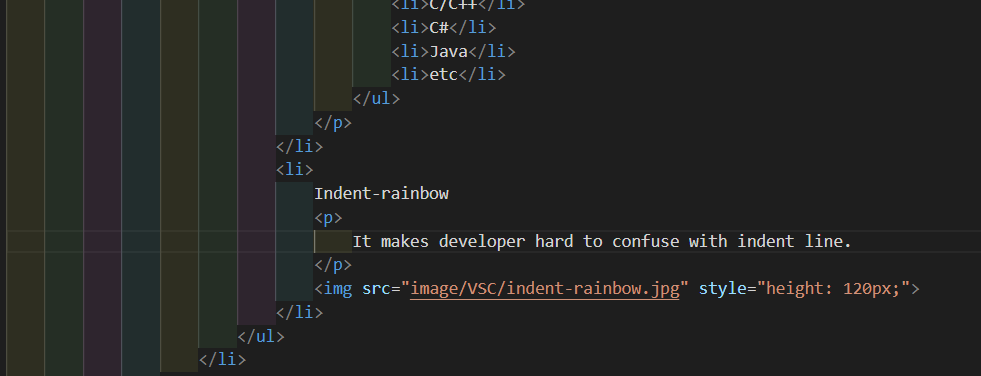 <li>C/C++</li>
<li>C#</li>
<li>Java</li>
<li>etc</li>
</ul>
</p>
</li>
<li>
Indent-rainbow
<p>
It makes developer hard to confuse with indent line.
</p>
<img src="image/VSC/indent-rainbow.jpg" style="height: 120px;">
</li>
</ul>
</li>